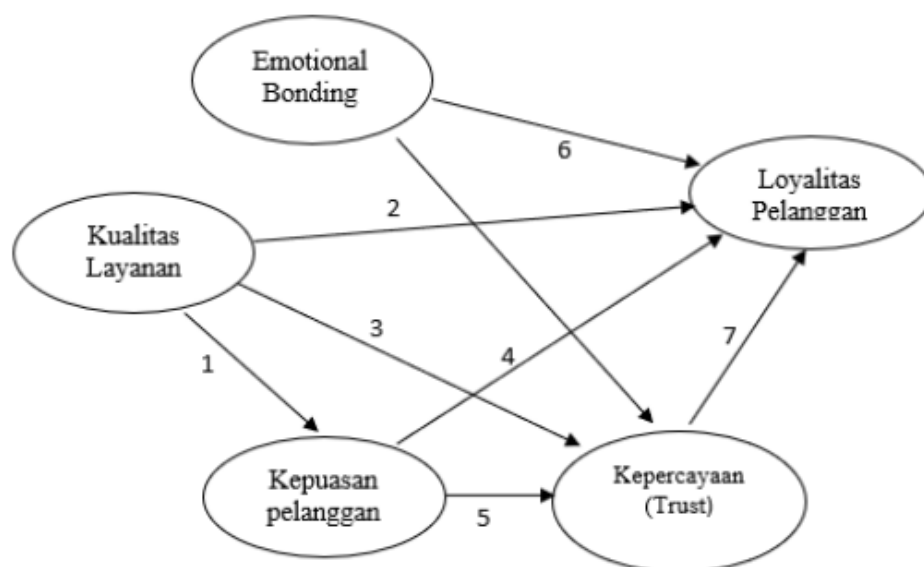 Emotional
Bonding
6
Loyalitas
Pelanggan
2
Kualitas
Layanan
3
7
4
1
Kepuasan
pelanggan
Kepercayaan
(Trust)
5